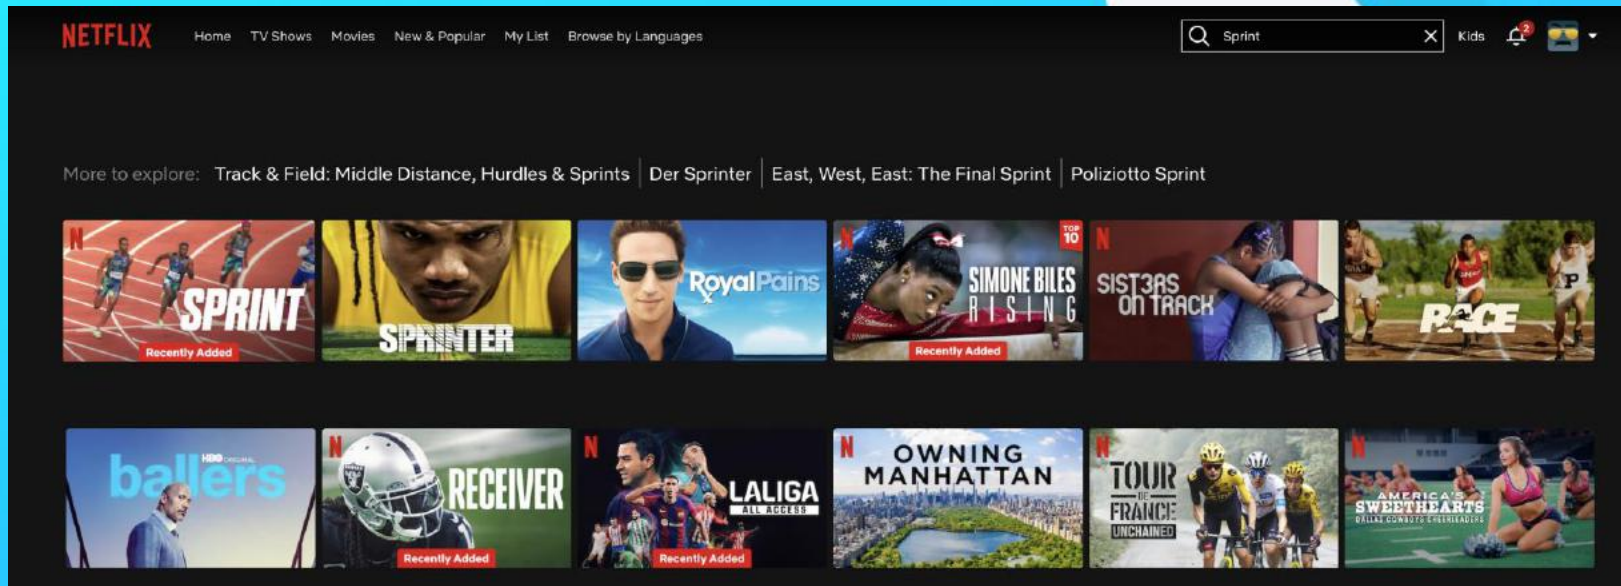 NETFLIX Home TV Shows Movies New & Popular My List Browse by Languages Sprint Kids 2
More to explore: Track & Field: Middle Distance, Hurdles & Sprints East, West, East: The Final Sprint Der Sprinter Poliziotto Sprint
N SPRINT
Recently Added
SPRINTER
Royal Pains
N TOP 10
SIMONE BILES
RISING
Recently Added
N SIST3RS
ON TRACK
RACE
P
HBO ORIGINAL
ballers
N RECEIVER
Recently Added
N LALIGA
ALL ACCESS
Recently Added
N OWNING
MANHATTAN
N TOUR
DE
FRANCE
UNCHAINED
N AMERICA'S
SWEETHEARTS
DALLAS COWBOYS CHEERLEADERS